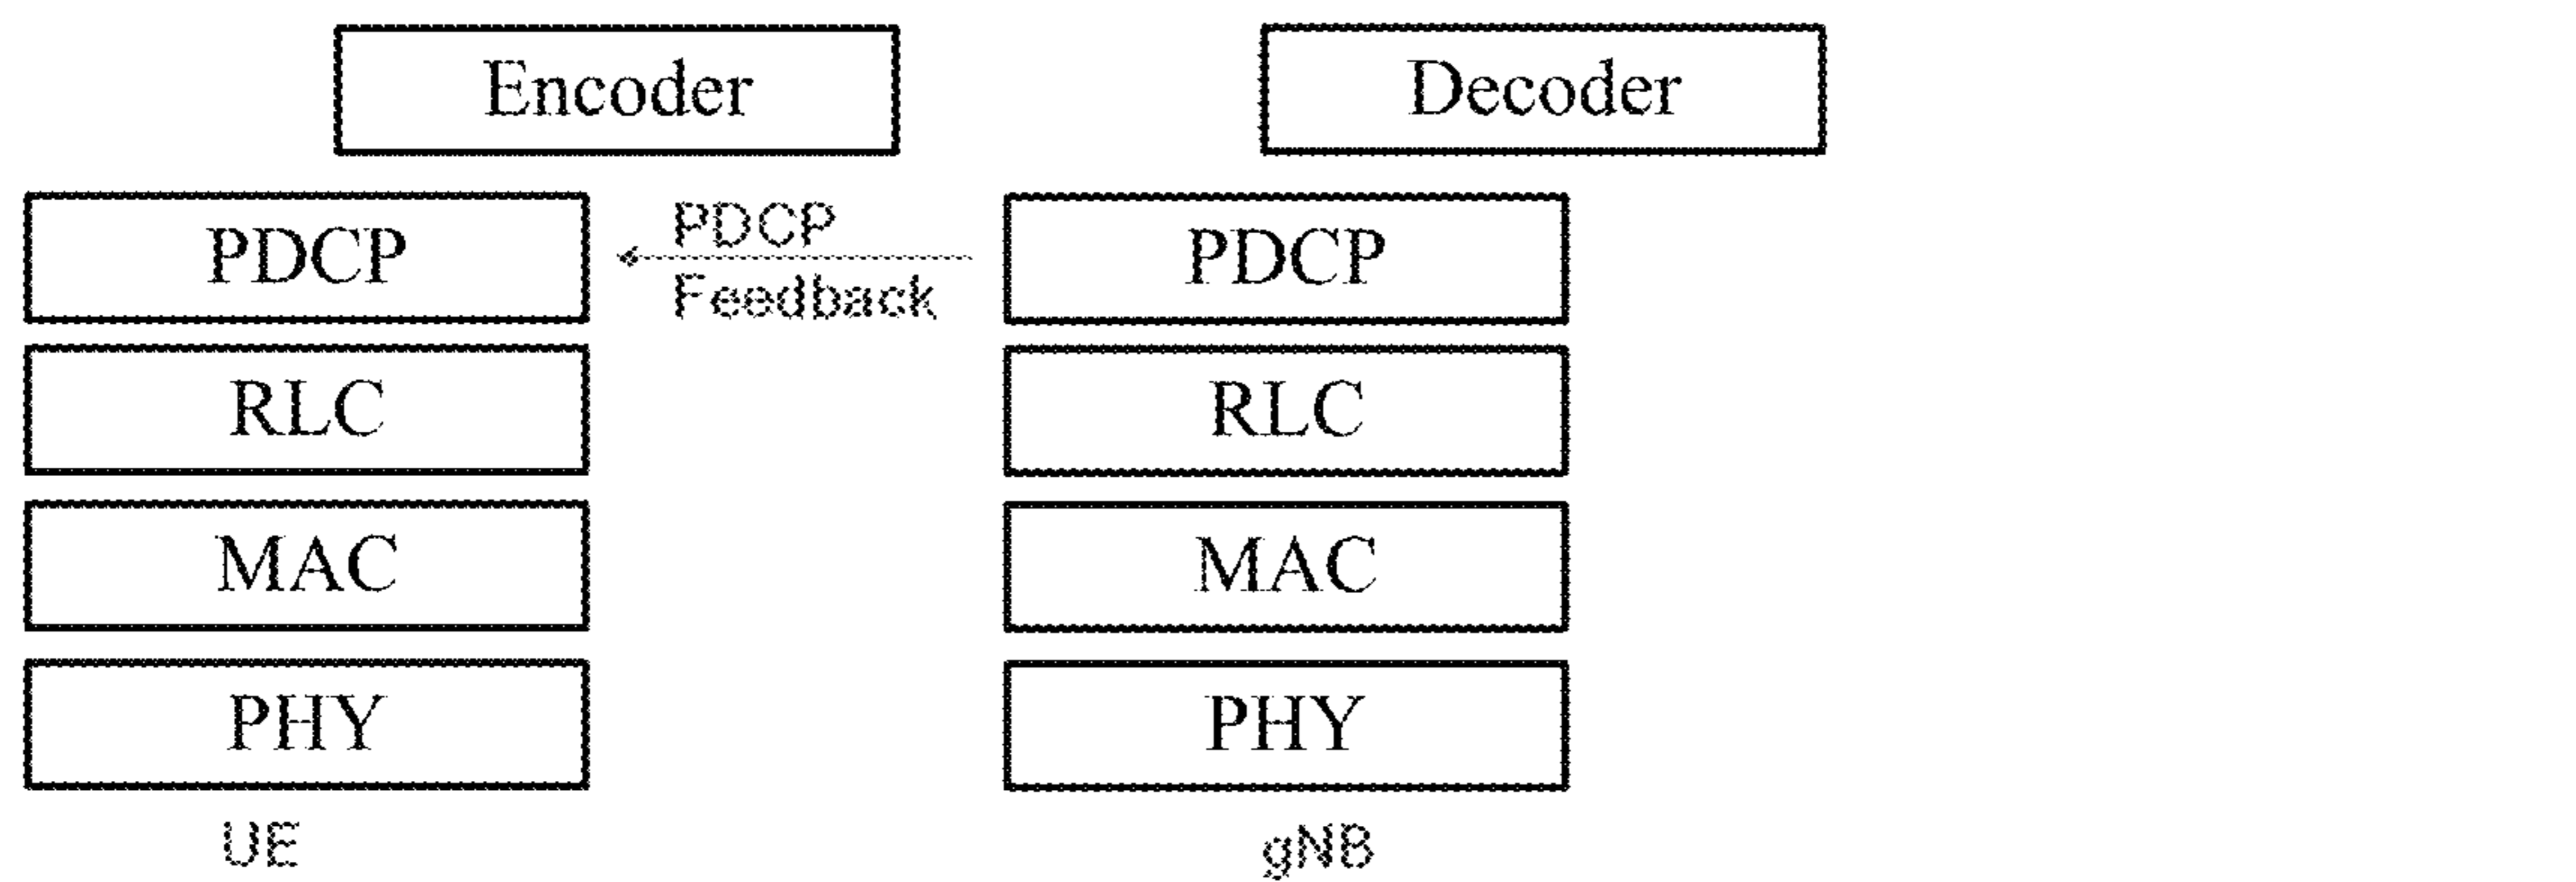 Encoder
Decoder
PDCP
PDCP
Feedback
PDCP
RLC
RLC
MAC
MAC
PHY
PHY
UE
gNB